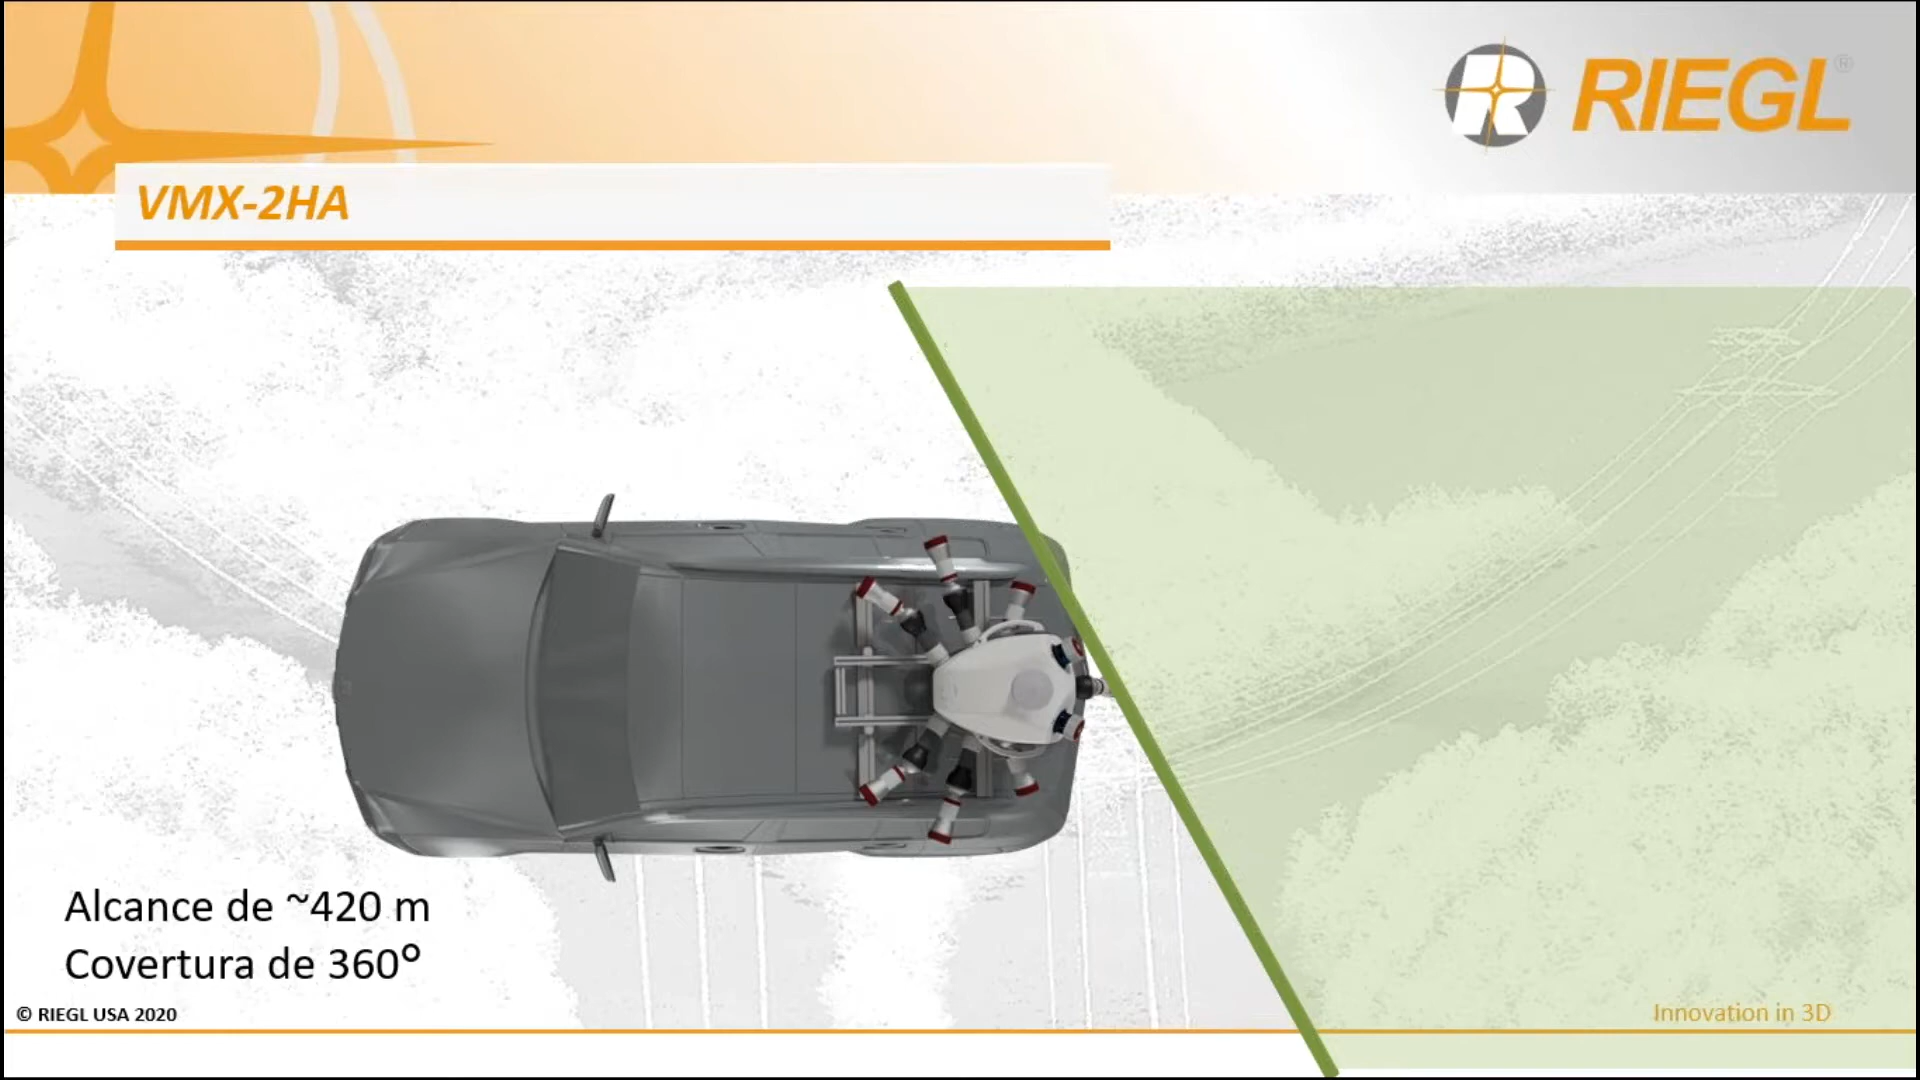 RIEGL®
VMX-2HA
Alcance de ~420 m
Covertura de 360°
© RIEGL USA 2020
Innovation in 3D